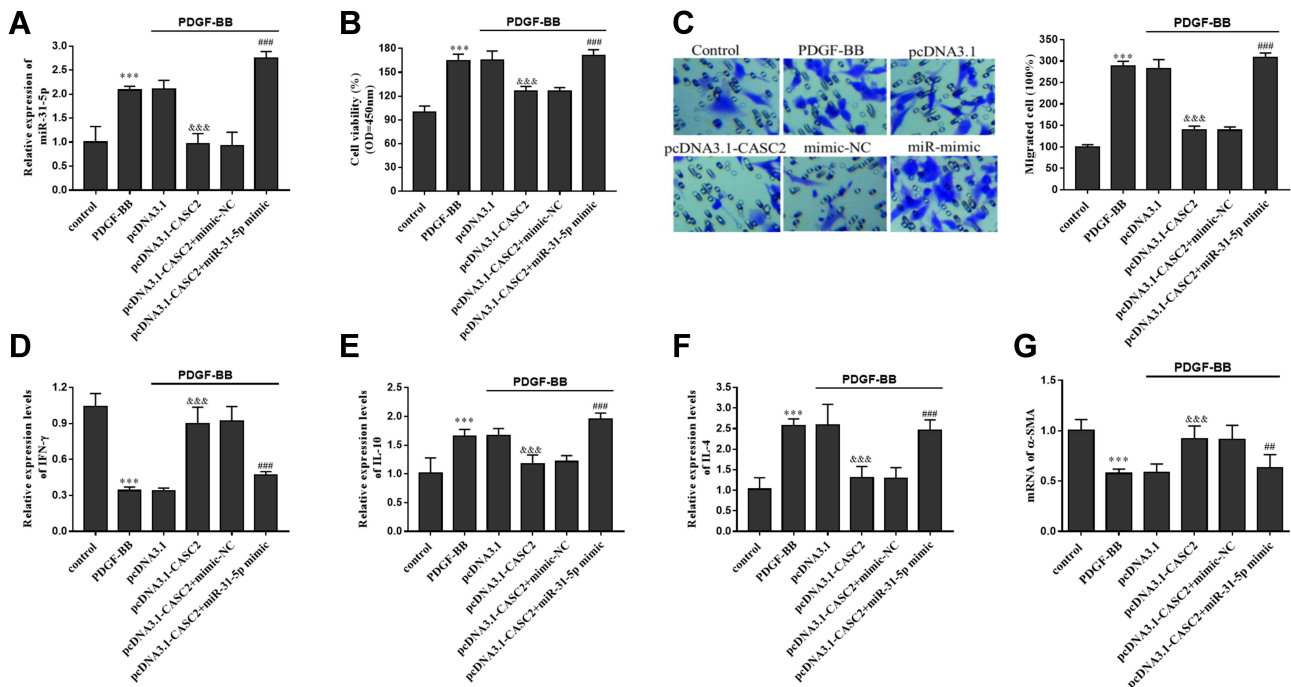 A
PDGF-BB
Relative expression of
miR-31-5p
3.0
2.5
2.0
1.5
1.0
0.5
0.0
***
&&&
###
control
PDGF-BB
pcDNA3.1
pcDNA3.1-CASC2
pcDNA3.1-CASC2+mimic-NC
pcDNA3.1-CASC2+miR-31-5p mimic
B
PDGF-BB
Cell viability (%)
(OD=450nm)
180
150
120
90
60
30
0
***
&&&
###
control
PDGF-BB
pcDNA3.1
pcDNA3.1-CASC2
pcDNA3.1-CASC2+mimic-NC
pcDNA3.1-CASC2+miR-31-5p mimic
C
Control
PDGF-BB
pcDNA3.1
pcDNA3.1-CASC2
mimic-NC
miR-mimic
PDGF-BB
Migrated cell (100%)
350
300
250
200
150
100
50
0
***
&&&
###
control
PDGF-BB
pcDNA3.1
pcDNA3.1-CASC2
pcDNA3.1-CASC2+mimic-NC
pcDNA3.1-CASC2+miR-31-5p mimic
D
PDGF-BB
Relative expression levels
of IFN-γ
1.2
0.9
0.6
0.3
0.0
***
&&&
###
control
PDGF-BB
pcDNA3.1
pcDNA3.1-CASC2
pcDNA3.1-CASC2+mimic-NC
pcDNA3.1-CASC2+miR-31-5p mimic
E
PDGF-BB
Relative expression levels
of IL-10
2.5
2.0
1.5
1.0
0.5
0.0
***
&&&
###
control
PDGF-BB
pcDNA3.1
pcDNA3.1-CASC2
pcDNA3.1-CASC2+mimic-NC
pcDNA3.1-CASC2+miR-31-5p mimic
F
PDGF-BB
Relative expression levels
of IL-4
3.5
3.0
2.5
2.0
1.5
1.0
0.5
0.0
***
&&&
###
control
PDGF-BB
pcDNA3.1
pcDNA3.1-CASC2
pcDNA3.1-CASC2+mimic-NC
pcDNA3.1-CASC2+miR-31-5p mimic
G
PDGF-BB
mRNA of α-SMA
1.5
1.0
0.5
0.0
***
&&&
##
control
PDGF-BB
pcDNA3.1
pcDNA3.1-CASC2
pcDNA3.1-CASC2+mimic-NC
pcDNA3.1-CASC2+miR-31-5p mimic